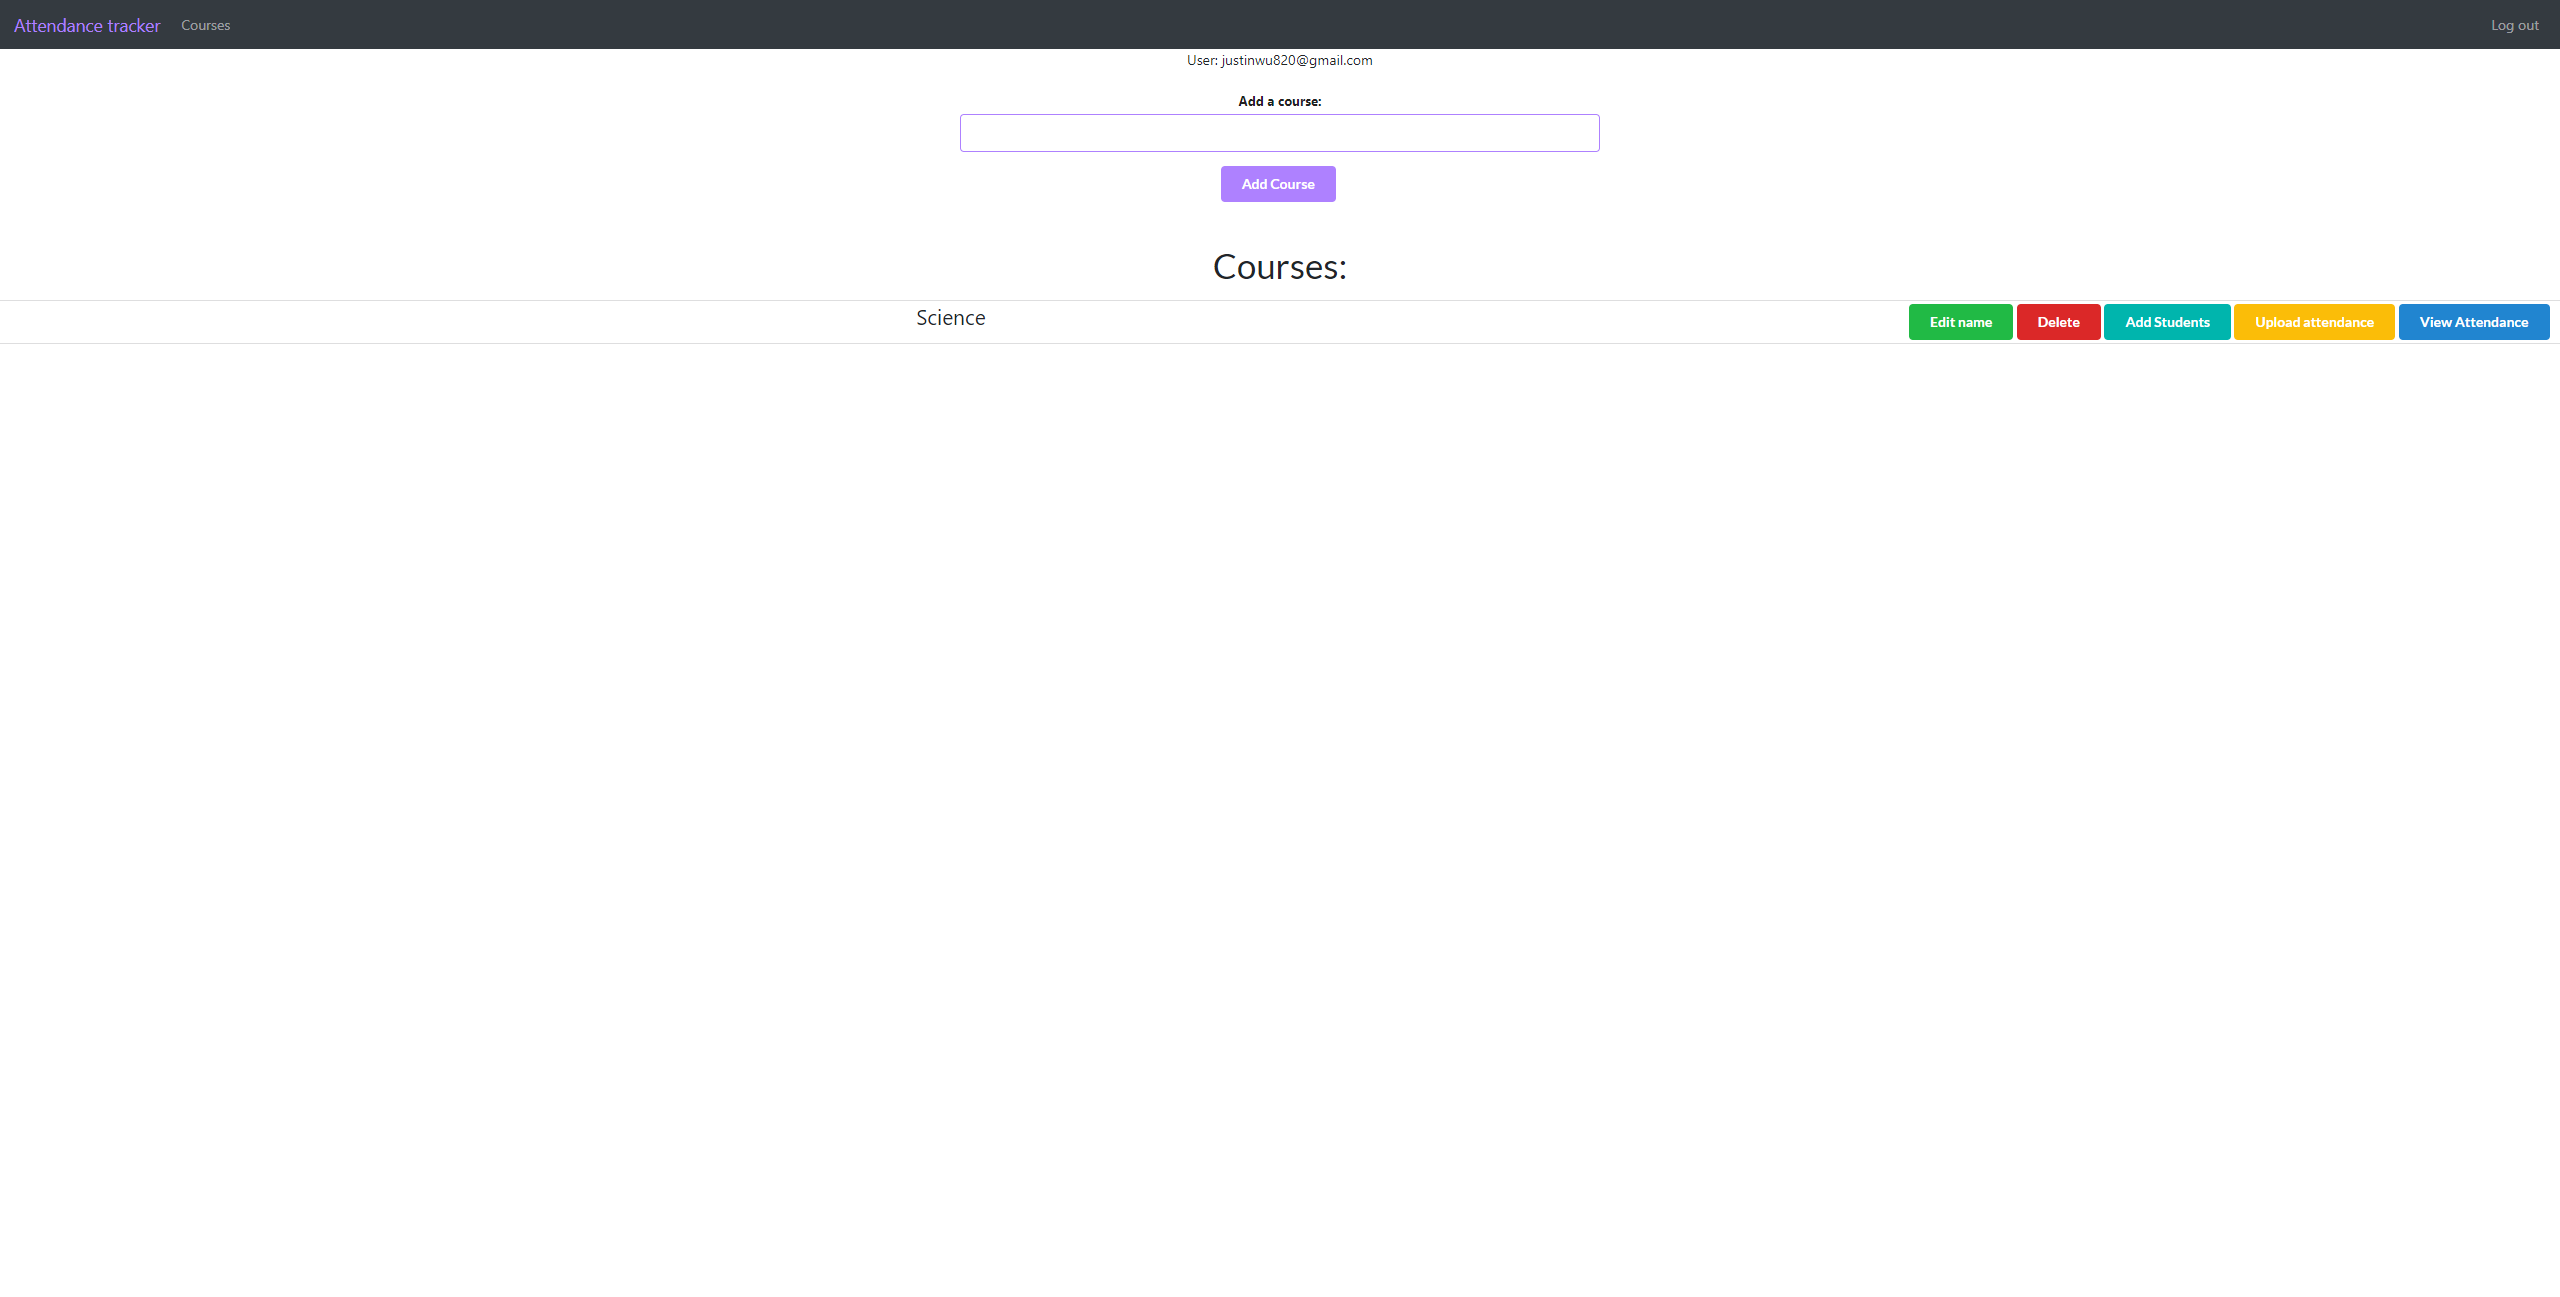 Attendance tracker Courses Log out
User: justinwu820@gmail.com
Add a course:
Add Course
Courses:
Science Edit name Delete Add Students Upload attendance View Attendance